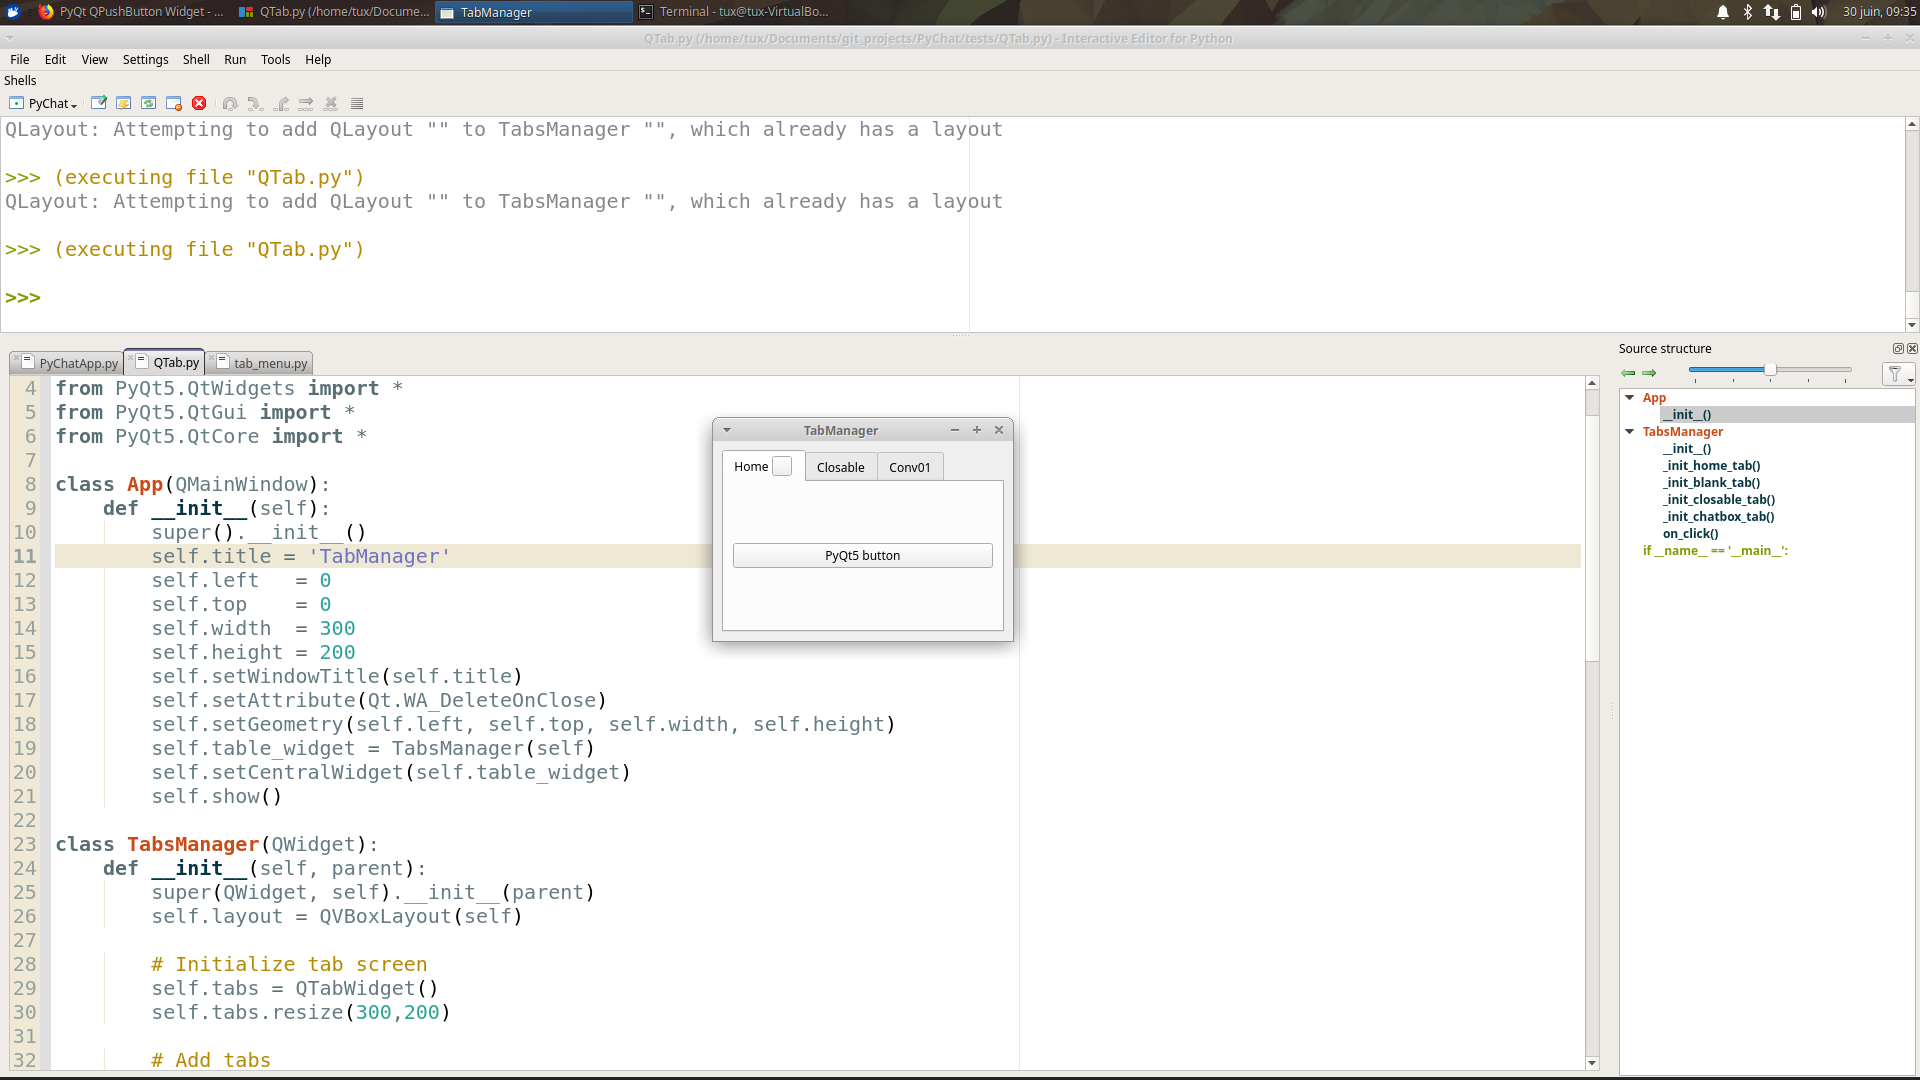 PyQt QPushButton Widget - ...
QTab.py (/home/tux/Docume...
TabManager
Terminal - tux@tux-VirtualBo...
30 juin, 09:35
QTab.py (/home/tux/Documents/git_projects/PyChat/tests/QTab.py) - Interactive Editor for Python
File Edit View Settings Shell Run Tools Help
Shells
PyChat
QLayout: Attempting to add QLayout "" to TabsManager "", which already has a layout
>>> (executing file "QTab.py")
QLayout: Attempting to add QLayout "" to TabsManager "", which already has a layout
>>> (executing file "QTab.py")
>>>
PyChatApp.py QTab.py tab_menu.py
4 from PyQt5.QtWidgets import *
5 from PyQt5.QtGui import *
6 from PyQt5.QtCore import *
7
8 class App(QMainWindow):
9 def __init__(self):
10 super().__init__()
11 self.title = 'TabManager'
12 self.left = 0
13 self.top = 0
14 self.width = 300
15 self.height = 200
16 self.setWindowTitle(self.title)
17 self.setAttribute(Qt.WA_DeleteOnClose)
18 self.setGeometry(self.left, self.top, self.width, self.height)
19 self.table_widget = TabsManager(self)
20 self.setCentralWidget(self.table_widget)
21 self.show()
22
23 class TabsManager(QWidget):
24 def __init__(self, parent):
25 super(QWidget, self).__init__(parent)
26 self.layout = QVBoxLayout(self)
27
28 # Initialize tab screen
29 self.tabs = QTabWidget()
30 self.tabs.resize(300,200)
31
32 # Add tabs
TabManager
Home Closable Conv01
PyQt5 button
Source structure
App
__init__()
TabsManager
__init__()
_init_home_tab()
_init_blank_tab()
_init_closable_tab()
_init_chatbox_tab()
on_click()
if __name__ == '__main__':